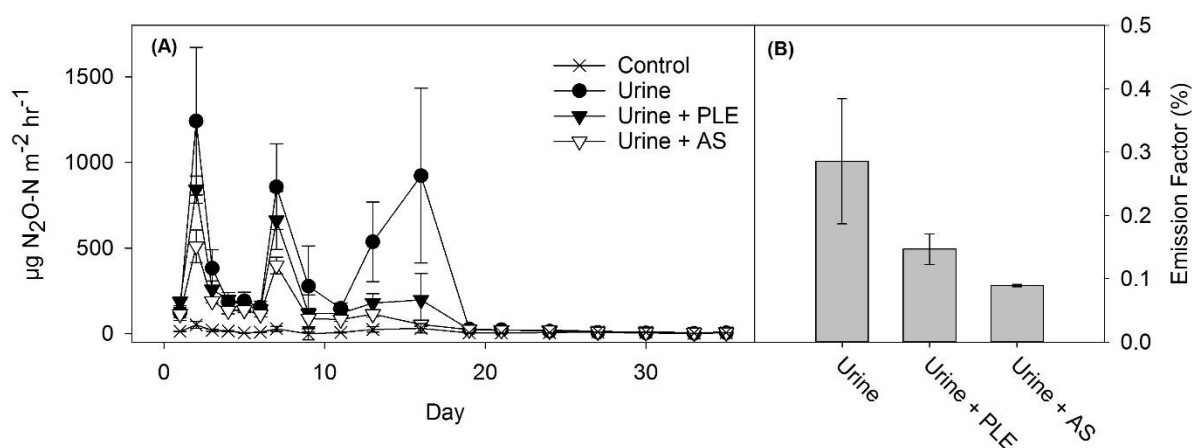 (A)
Control
Urine
Urine + PLE
Urine + AS
µg N₂O-N m⁻² hr⁻¹
1500
1000
500
0
0 10 20 30
Day
(B)
0.5
0.4
0.3
0.2
0.1
0.0
Emission Factor (%)
Urine
Urine + PLE
Urine + AS